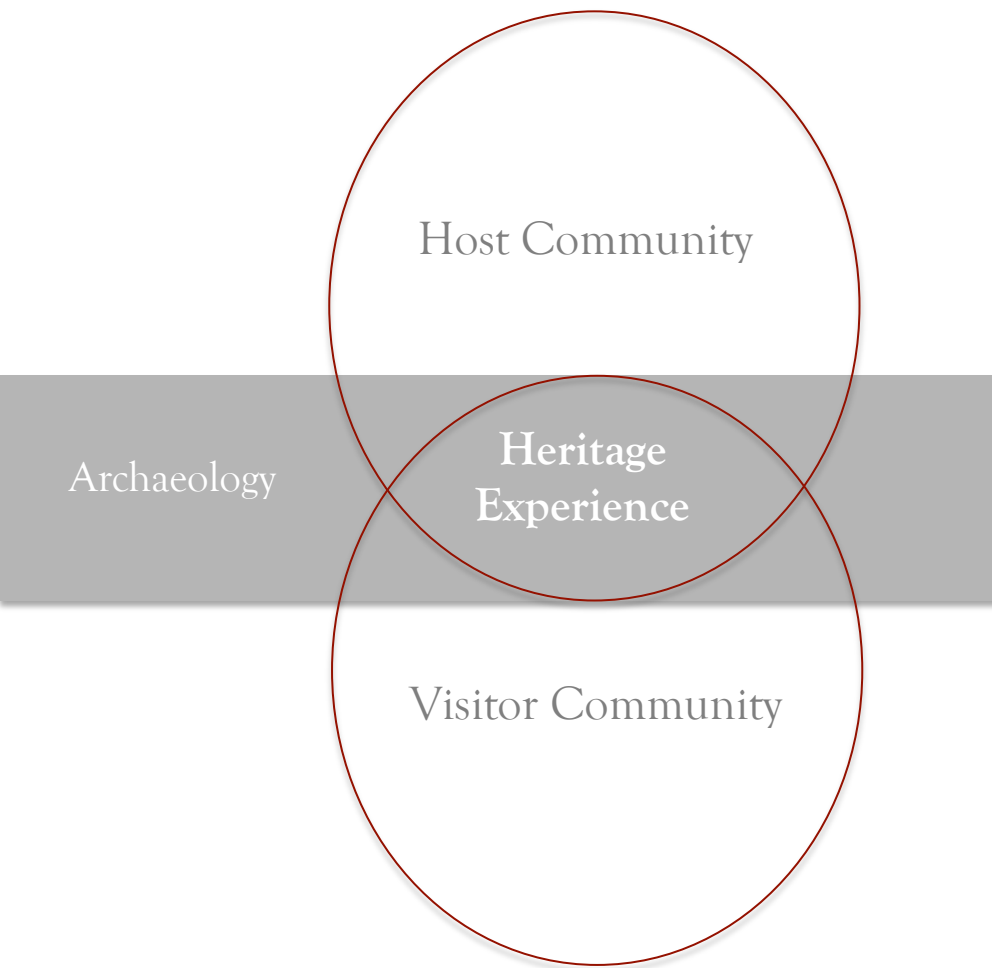 Host Community
Archaeology
Heritage
Experience
Visitor Community